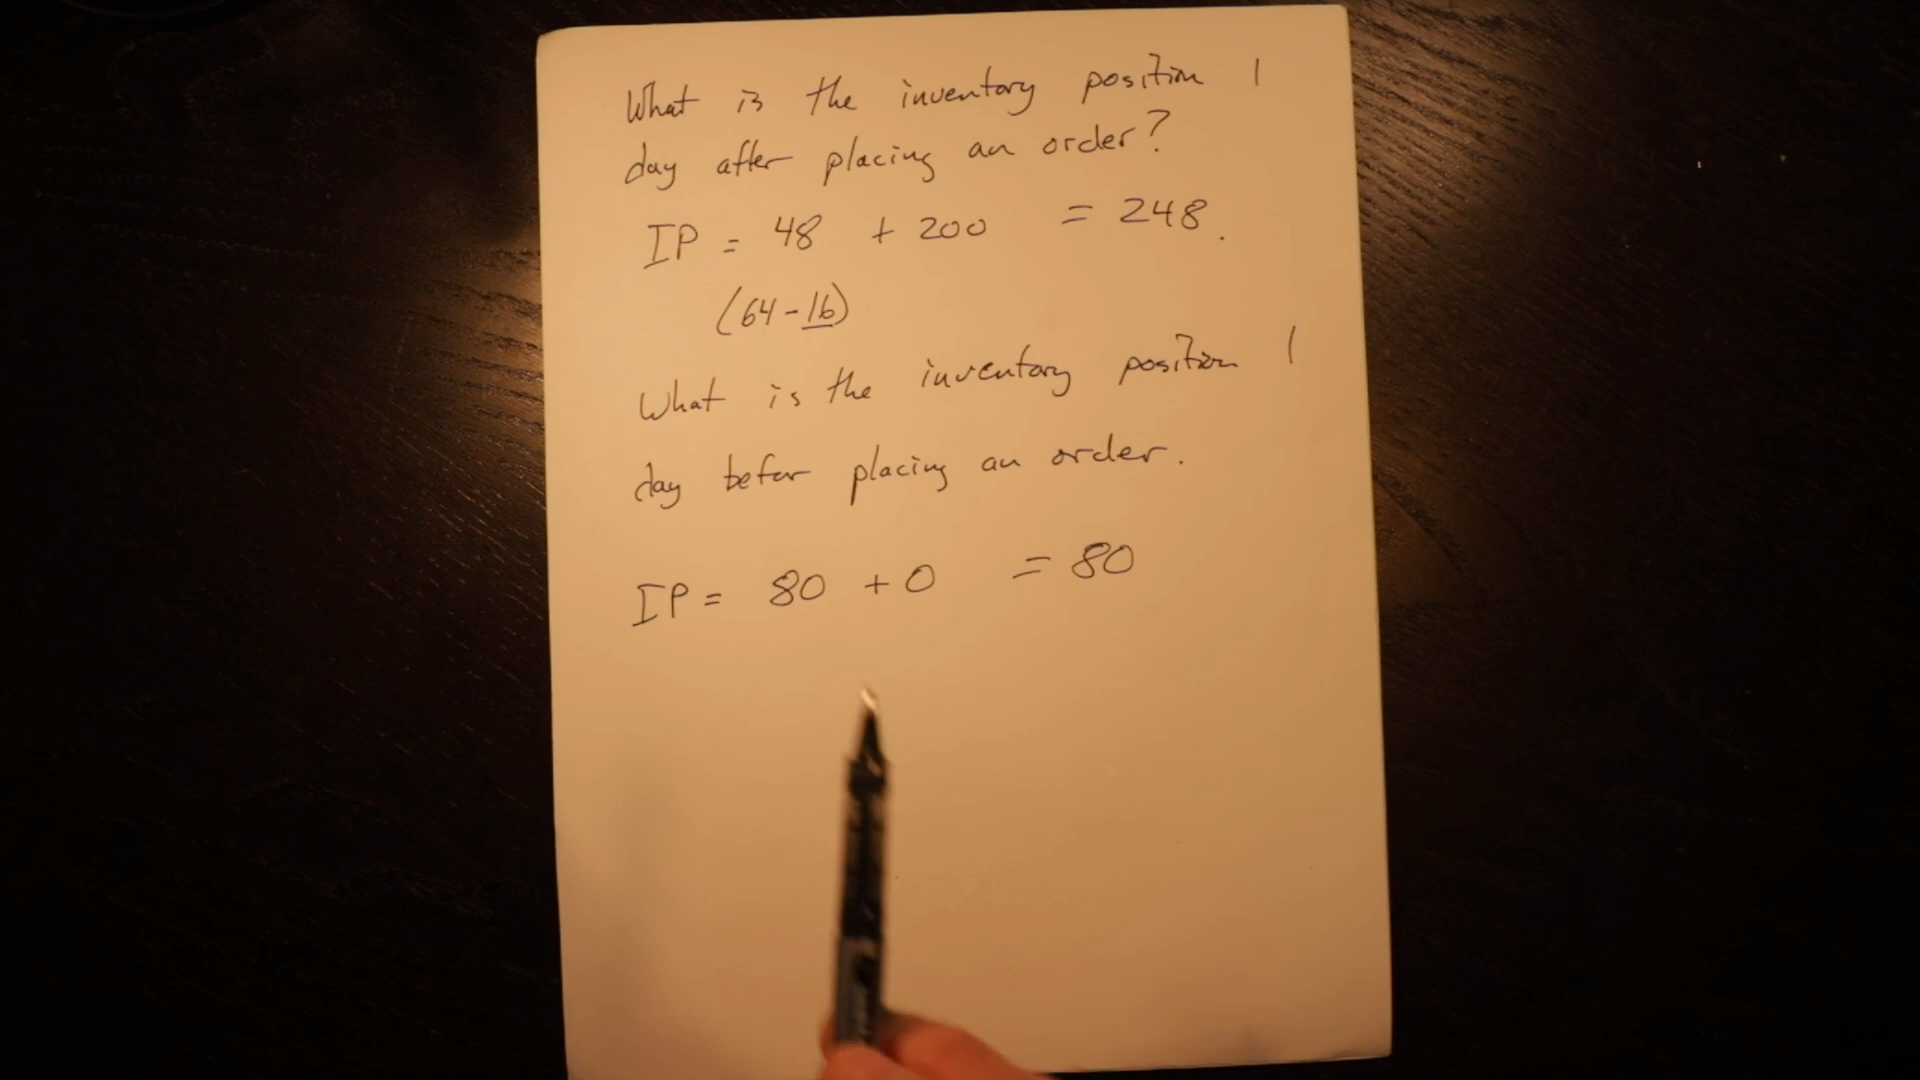 What is the inventory position 1
day after placing an order?
IP = 48 + 200 = 248.
(64-16)
What is the inventory position 1
day befor placing an order.
IP = 80 + 0 = 80